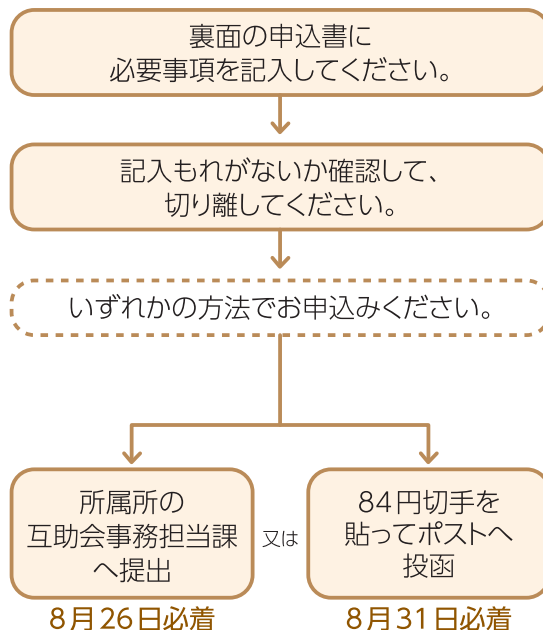 裏面の申込書に
必要事項を記入してください。
記入もれがないか確認して、
切り離してください。
いずれかの方法でお申込みください。
所属所の
互助会事務担当課
へ提出
又は
84円切手を
貼ってポストへ
投函
8月26日必着
8月31日必着